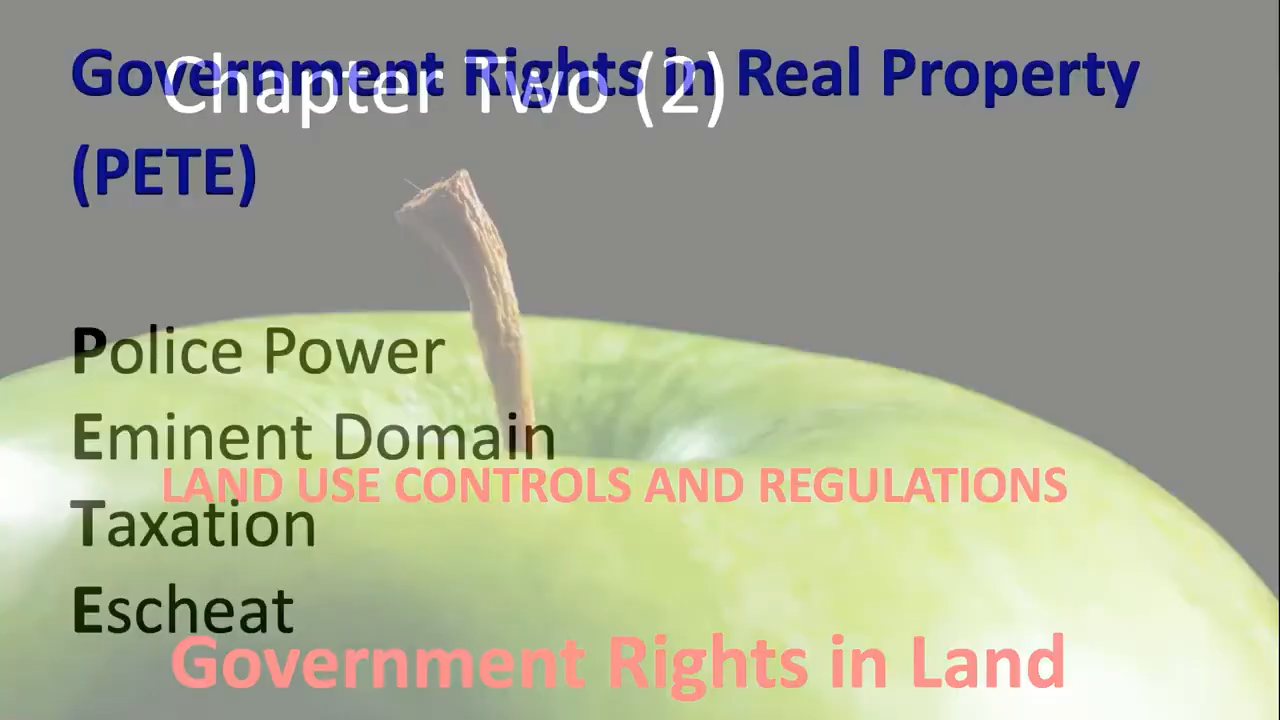 Government Rights in Real Property
(PETE)
Chapter Two (2)
Police Power
Eminent Domain
LAND USE CONTROLS AND REGULATIONS
Taxation
Escheat
Government Rights in Land